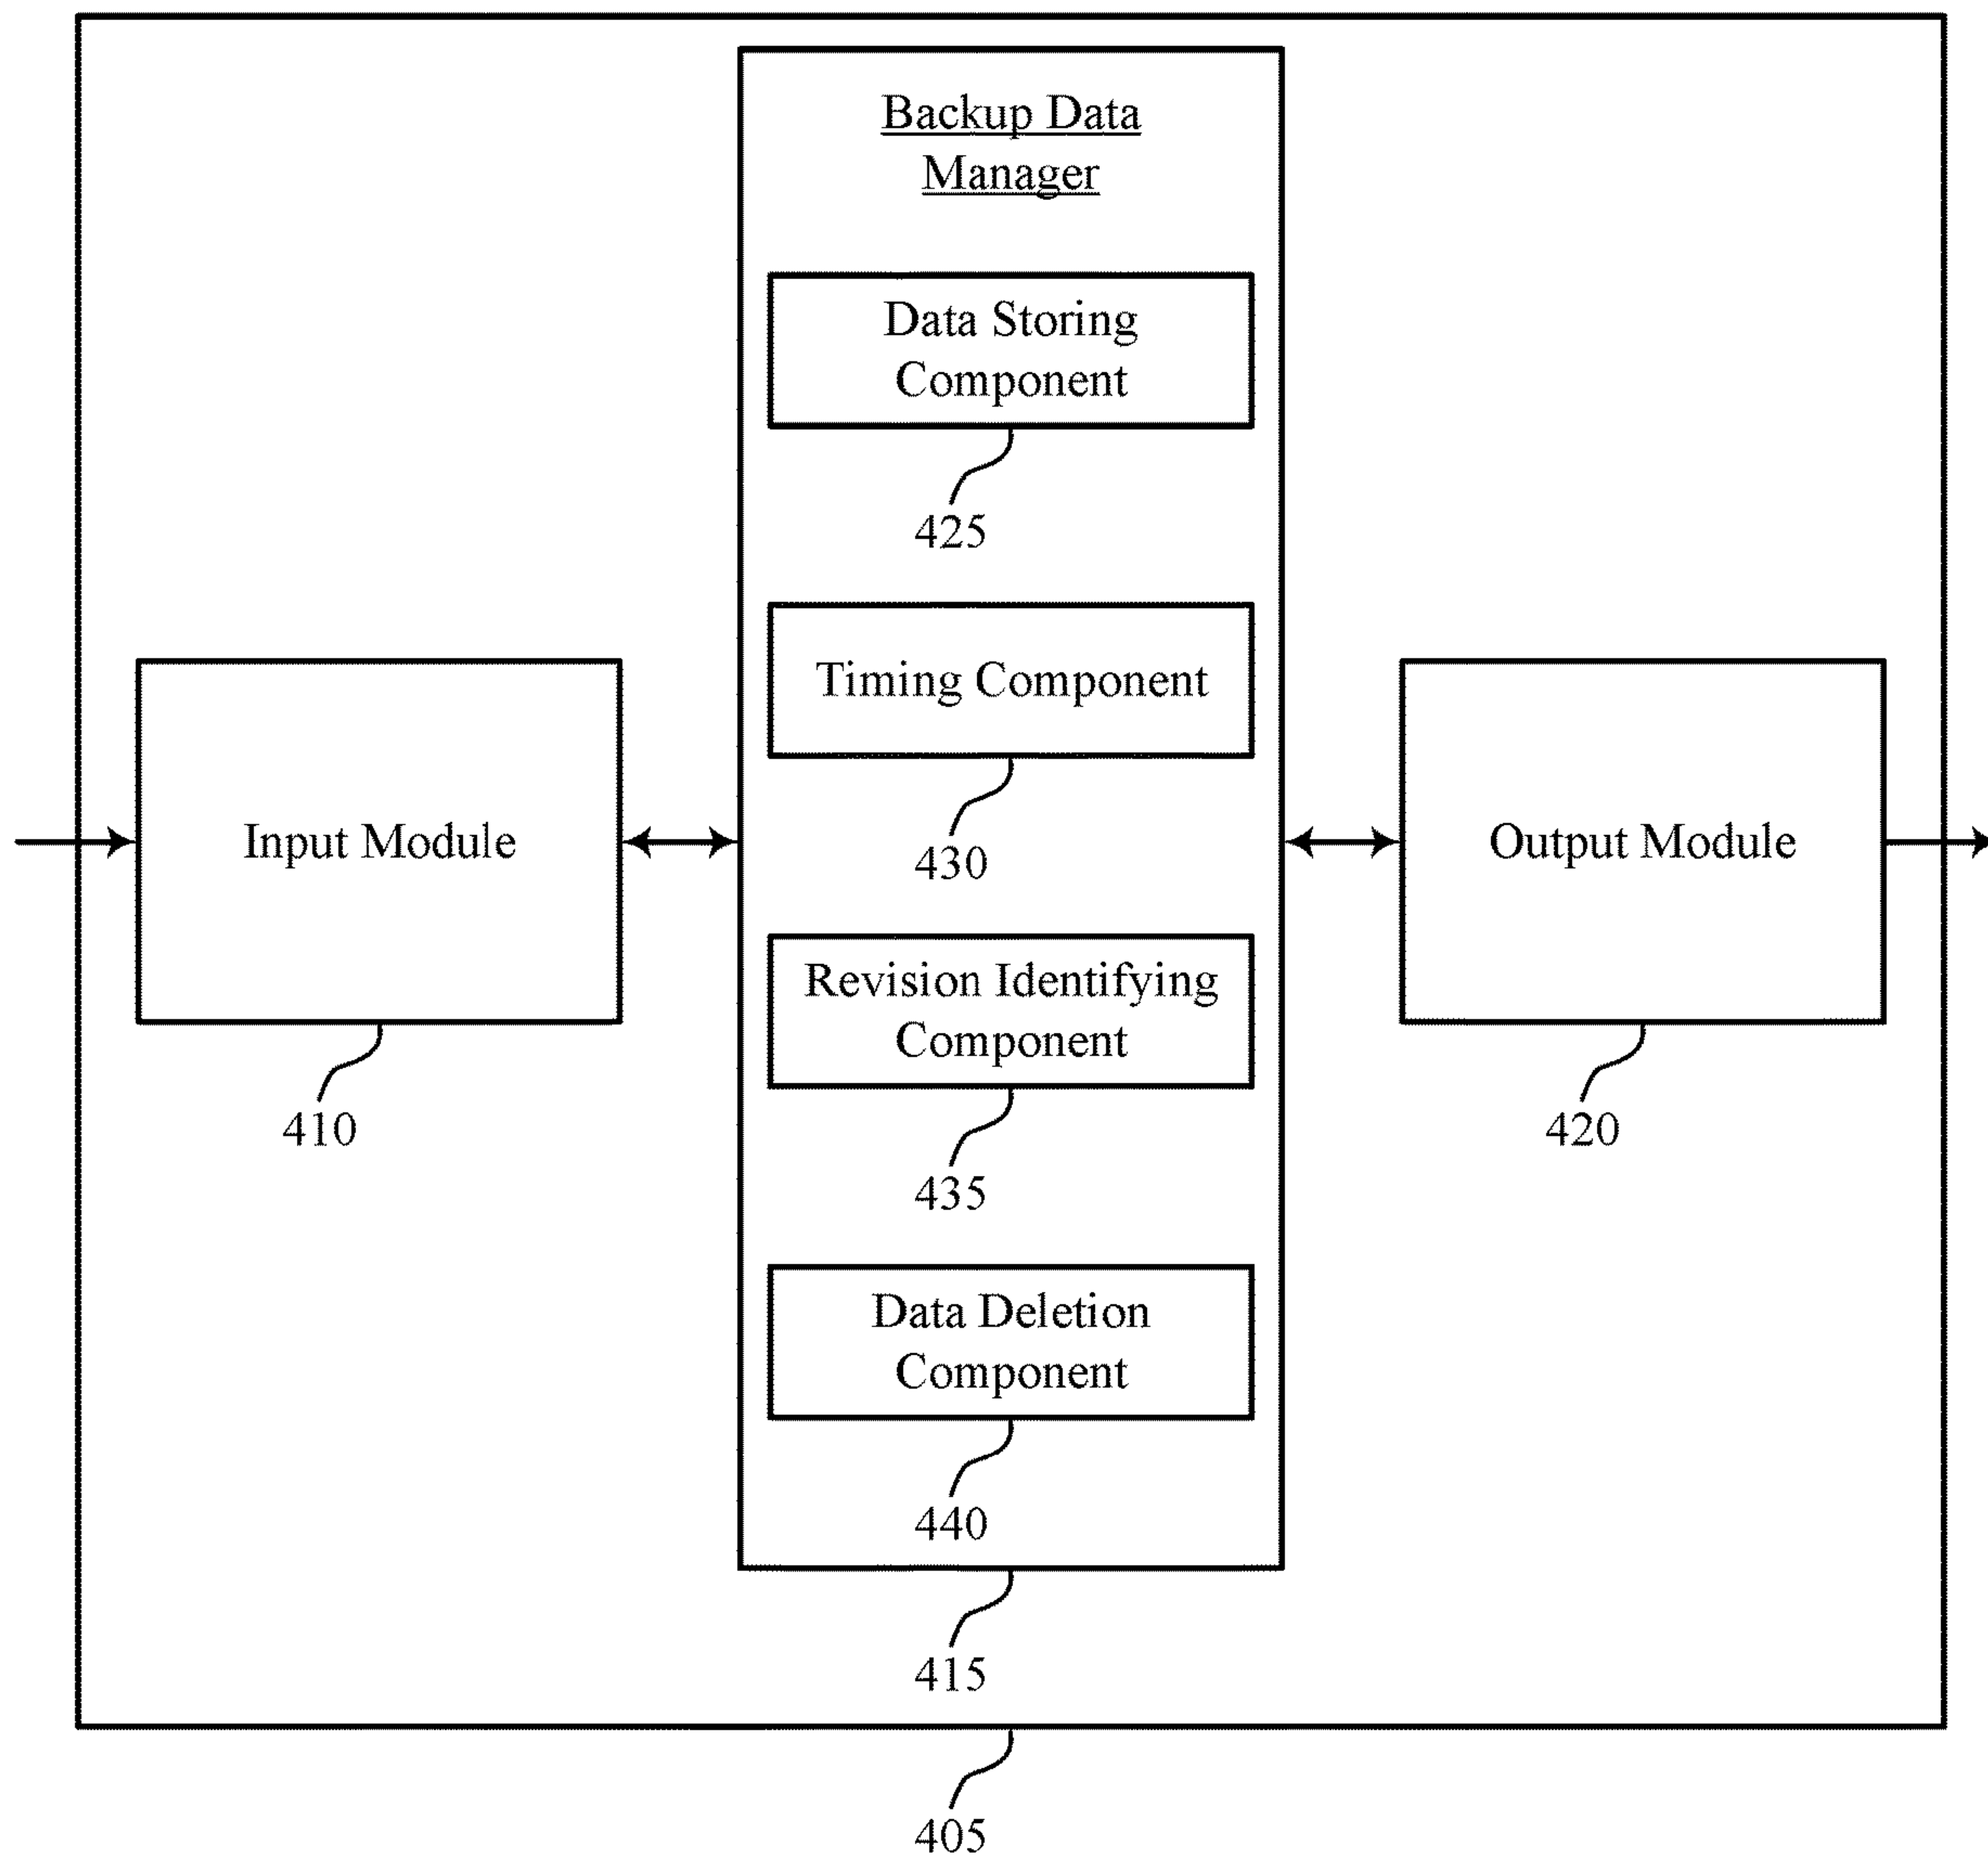 Backup Data
Manager
Data Storing
Component
425
Timing Component
430
Input Module
410
Output Module
420
Revision Identifying
Component
435
Data Deletion
Component
440
415
405